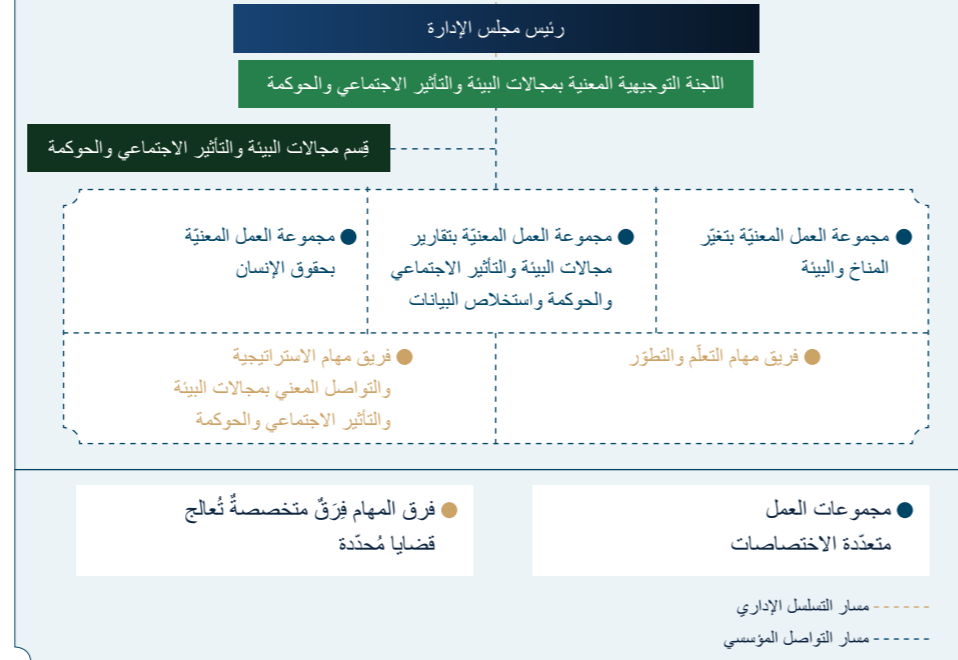 رئيس مجلس الإدارة
اللجنة التوجيهية المعنية بمجالات البيئة والتأثير الاجتماعي والحوكمة
قِسم مجالات البيئة والتأثير الاجتماعي والحوكمة
مجموعة العمل المعنيّة بتغيّر
المناخ والبيئة
مجموعة العمل المعنيّة بتقارير
مجالات البيئة والتأثير الاجتماعي
والحوكمة واستخلاص البيانات
مجموعة العمل المعنيّة
بحقوق الإنسان
فريق مهام التعلّم والتطوّر
فريق مهام الاستراتيجية
والتواصل المعني بمجالات البيئة
والتأثير الاجتماعي والحوكمة
مجموعات العمل
متعدّدة الاختصاصات
فرق المهام فِرَقٌ متخصصةٌ تُعالج
قضايا مُحدّدة
مسار التسلسل الإداري
مسار التواصل المؤسسي